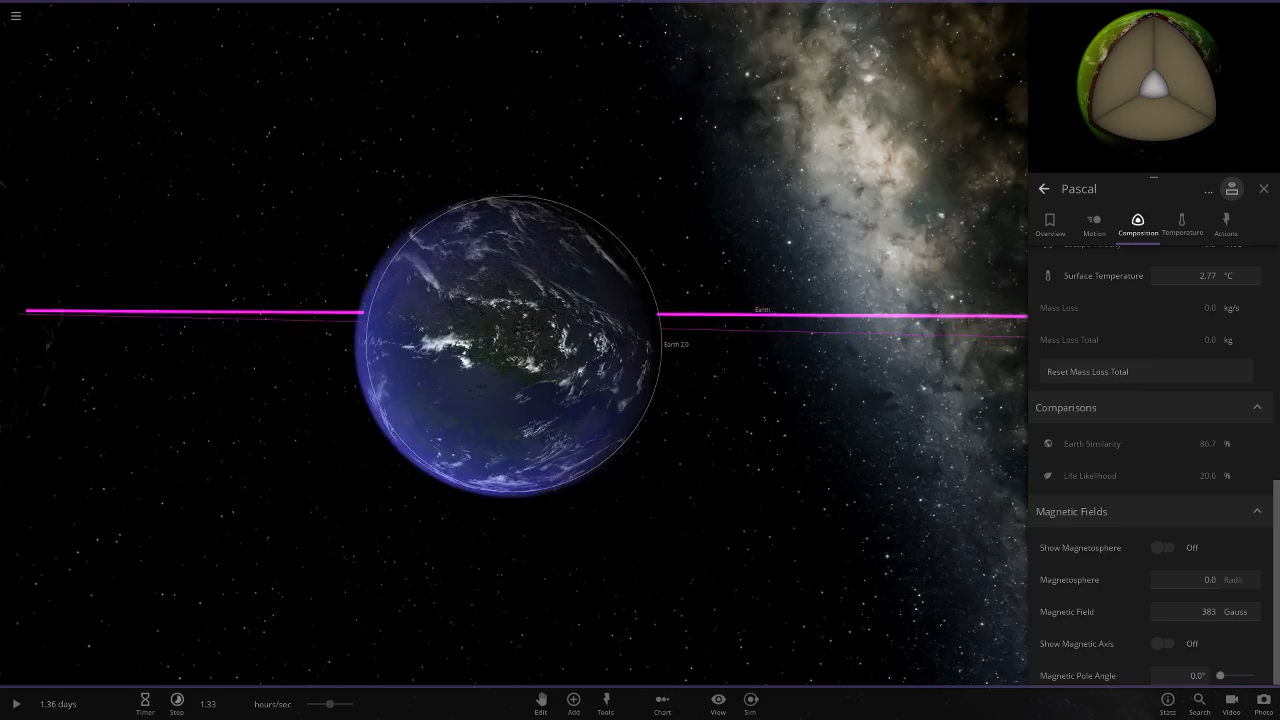 Pascal
...
Overview Motion Composition Temperature Actions
Surface Temperature 2.77 °C
Mass Loss 0.0 kg/s
Mass Loss Total 0.0 kg
Reset Mass Loss Total
Comparisons
Earth Similarity 86.7 %
Life Likelihood 20.6 %
Magnetic Fields
Show Magnetosphere Off
Magnetosphere 0.0 Radii
Magnetic Field 383 Gauss
Show Magnetic Axis Off
Magnetic Pole Angle 0.0°
Earth
Earth 2.0
1.36 days
Timer
Step
1.33 hours/sec
Edit
Add
Tools
Chart
View
Sim
Stats
Search
Video
Photo